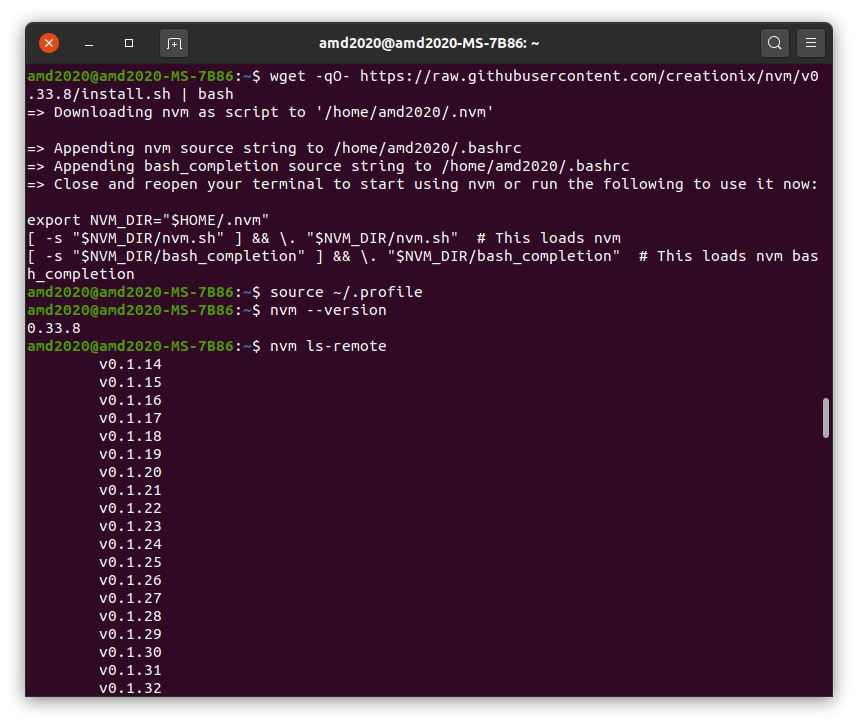 amd2020@amd2020-MS-7B86: ~
amd2020@amd2020-MS-7B86:~$ wget -qO- https://raw.githubusercontent.com/creationix/nvm/v0
.33.8/install.sh | bash
=> Downloading nvm as script to '/home/amd2020/.nvm'
=> Appending nvm source string to /home/amd2020/.bashrc
=> Appending bash_completion source string to /home/amd2020/.bashrc
=> Close and reopen your terminal to start using nvm or run the following to use it now:
export NVM_DIR="$HOME/.nvm"
[ -s "$NVM_DIR/nvm.sh" ] && \. "$NVM_DIR/nvm.sh"  # This loads nvm
[ -s "$NVM_DIR/bash_completion" ] && \. "$NVM_DIR/bash_completion"  # This loads nvm bas
h_completion
amd2020@amd2020-MS-7B86:~$ source ~/.profile
amd2020@amd2020-MS-7B86:~$ nvm --version
0.33.8
amd2020@amd2020-MS-7B86:~$ nvm ls-remote
v0.1.14
v0.1.15
v0.1.16
v0.1.17
v0.1.18
v0.1.19
v0.1.20
v0.1.21
v0.1.22
v0.1.23
v0.1.24
v0.1.25
v0.1.26
v0.1.27
v0.1.28
v0.1.29
v0.1.30
v0.1.31
v0.1.32